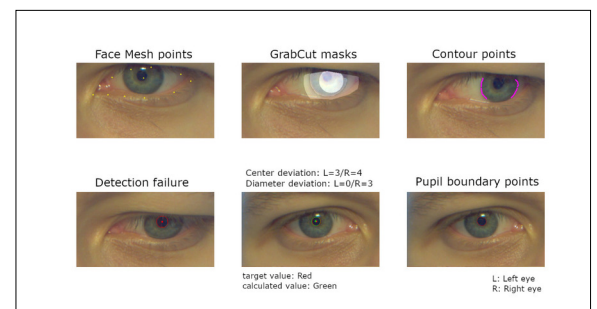 Face Mesh points
GrabCut masks
Contour points
Detection failure
Center deviation: L=3/R=4
Diameter deviation: L=0/R=3
Pupil boundary points
target value: Red
calculated value: Green
L: Left eye
R: Right eye